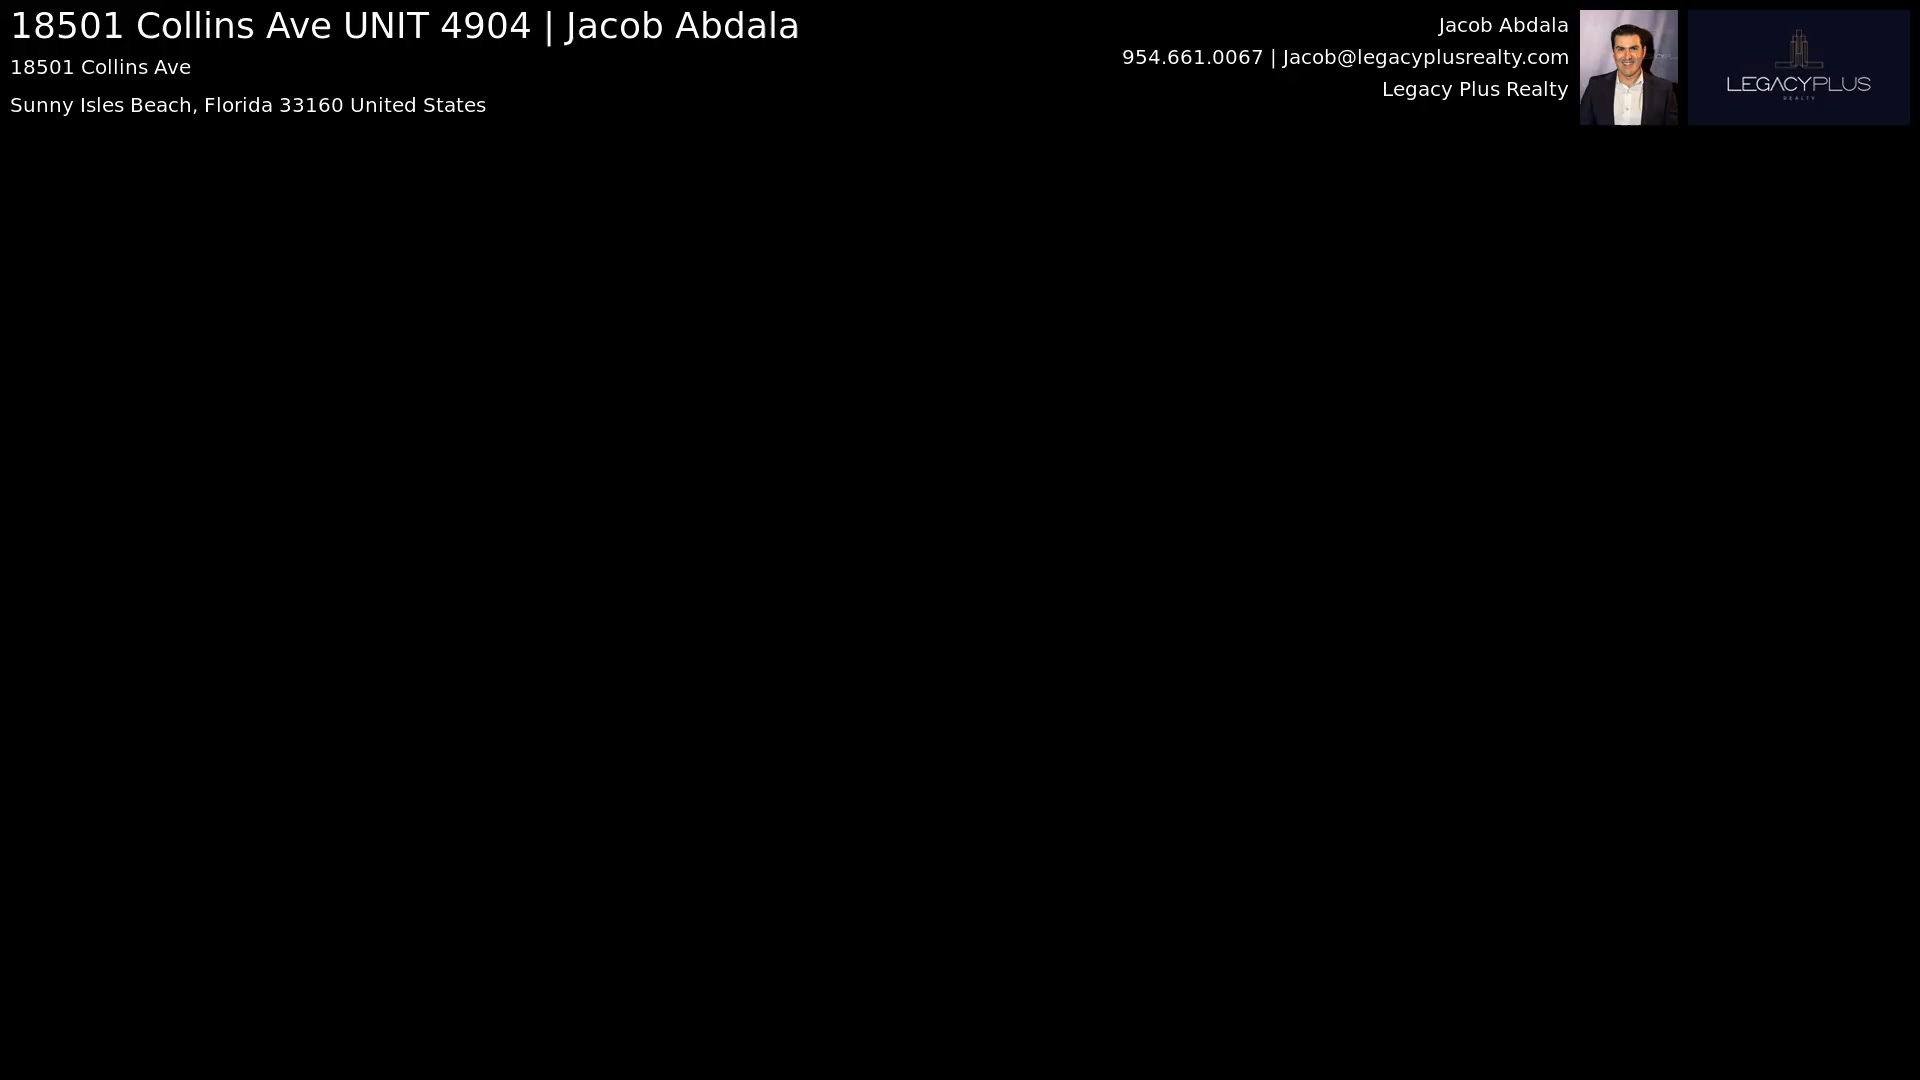 18501 Collins Ave UNIT 4904 | Jacob Abdala
18501 Collins Ave
Sunny Isles Beach, Florida 33160 United States
Jacob Abdala
954.661.0067 | Jacob@legacyplusrealty.com
Legacy Plus Realty
LEGACYPLUS
REALTY